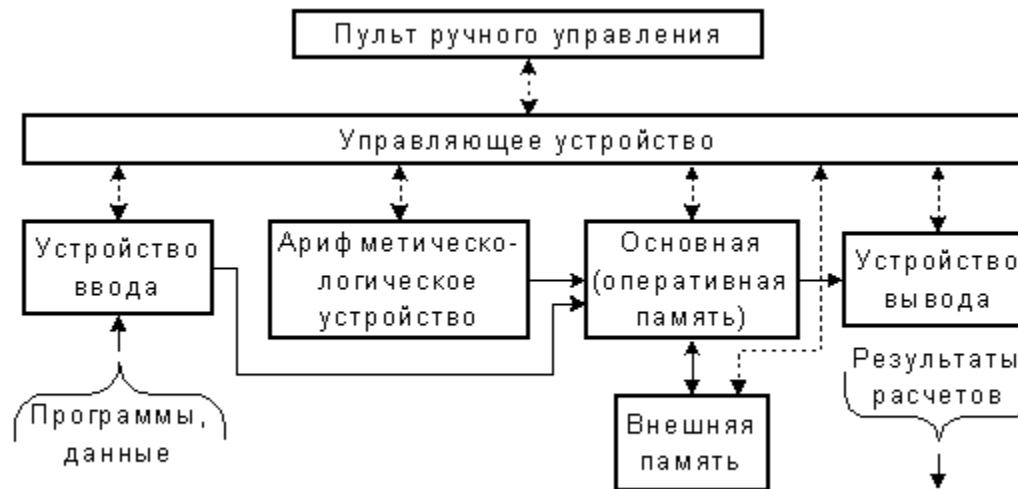 Пульт ручного управления
Управляющее устройство
Устройство
ввода
Арифметическо-
логическое
устройство
Основная
(оперативная
память)
Устройство
вывода
Программы,
данные
Внешняя
память
Результаты
расчетов